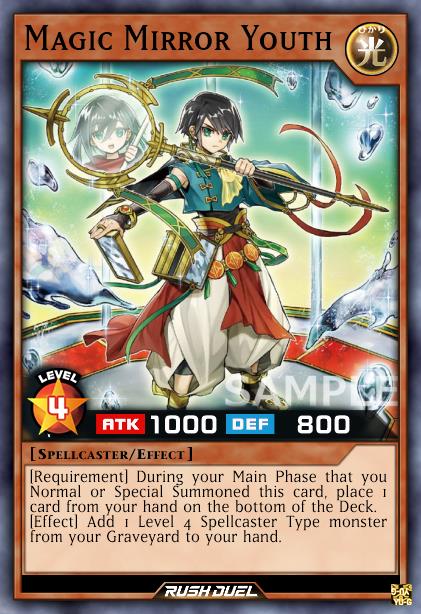 Magic Mirror Youth
ひかり
光
SAMPLE
LEVEL
4
ATK 1000 DEF 800
[Spellcaster/Effect]
[Requirement] During your Main Phase that you
Normal or Special Summoned this card, place 1
card from your hand on the bottom of the Deck.
[Effect] Add 1 Level 4 Spellcaster Type monster
from your Graveyard to your hand.
RUSH DUEL